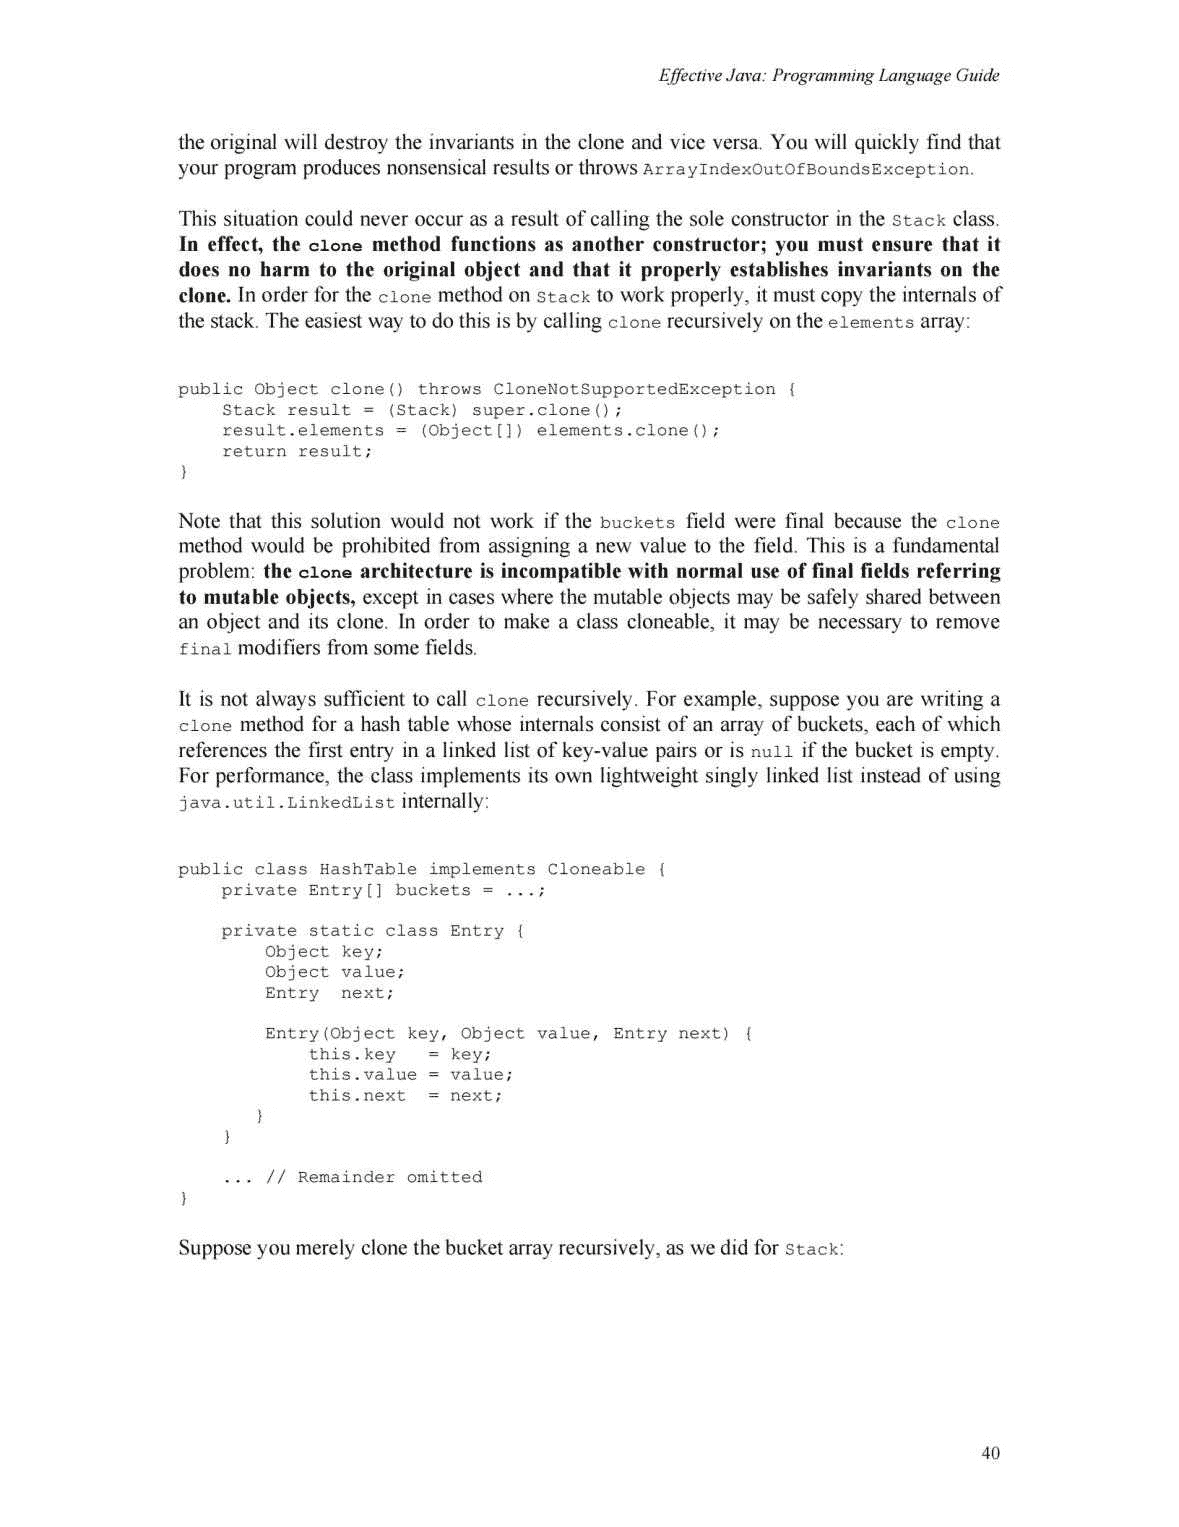 Effective Java: Programming Language Guide
the original will destroy the invariants in the clone and vice versa. You will quickly find that
your program produces nonsensical results or throws ArrayIndexOutOfBoundsException.
This situation could never occur as a result of calling the sole constructor in the Stack class.
In effect, the clone method functions as another constructor; you must ensure that it
does no harm to the original object and that it properly establishes invariants on the
clone. In order for the clone method on Stack to work properly, it must copy the internals of
the stack. The easiest way to do this is by calling clone recursively on the elements array:
public Object clone() throws CloneNotSupportedException {
    Stack result = (Stack) super.clone();
    result.elements = (Object[]) elements.clone();
    return result;
}
Note that this solution would not work if the buckets field were final because the clone
method would be prohibited from assigning a new value to the field. This is a fundamental
problem: the clone architecture is incompatible with normal use of final fields referring
to mutable objects, except in cases where the mutable objects may be safely shared between
an object and its clone. In order to make a class cloneable, it may be necessary to remove
final modifiers from some fields.
It is not always sufficient to call clone recursively. For example, suppose you are writing a
clone method for a hash table whose internals consist of an array of buckets, each of which
references the first entry in a linked list of key-value pairs or is null if the bucket is empty.
For performance, the class implements its own lightweight singly linked list instead of using
java.util.LinkedList internally:
public class HashTable implements Cloneable {
    private Entry[] buckets = ...;
    private static class Entry {
        Object key;
        Object value;
        Entry  next;
        Entry(Object key, Object value, Entry next) {
            this.key   = key;
            this.value = value;
            this.next  = next;
        }
    }
    ... // Remainder omitted
}
Suppose you merely clone the bucket array recursively, as we did for Stack:
40